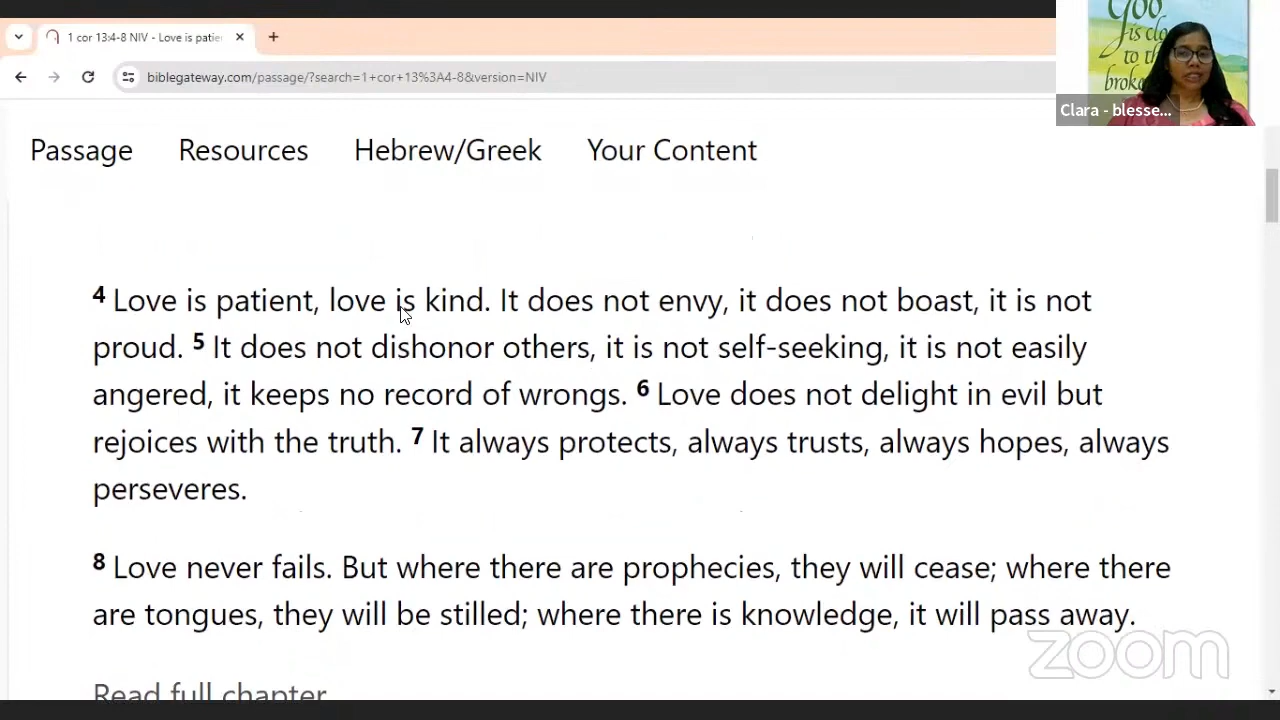 1 cor 13:4-8 NIV - Love is patie
biblegateway.com/passage/?search=1+cor+13%3A4-8&version=NIV
God
is clo
to th
broke
Clara - blesse...
Passage Resources Hebrew/Greek Your Content
4 Love is patient, love is kind. It does not envy, it does not boast, it is not
proud. 5 It does not dishonor others, it is not self-seeking, it is not easily
angered, it keeps no record of wrongs. 6 Love does not delight in evil but
rejoices with the truth. 7 It always protects, always trusts, always hopes, always
perseveres.
8 Love never fails. But where there are prophecies, they will cease; where there
are tongues, they will be stilled; where there is knowledge, it will pass away.
zoom
Read full chapter